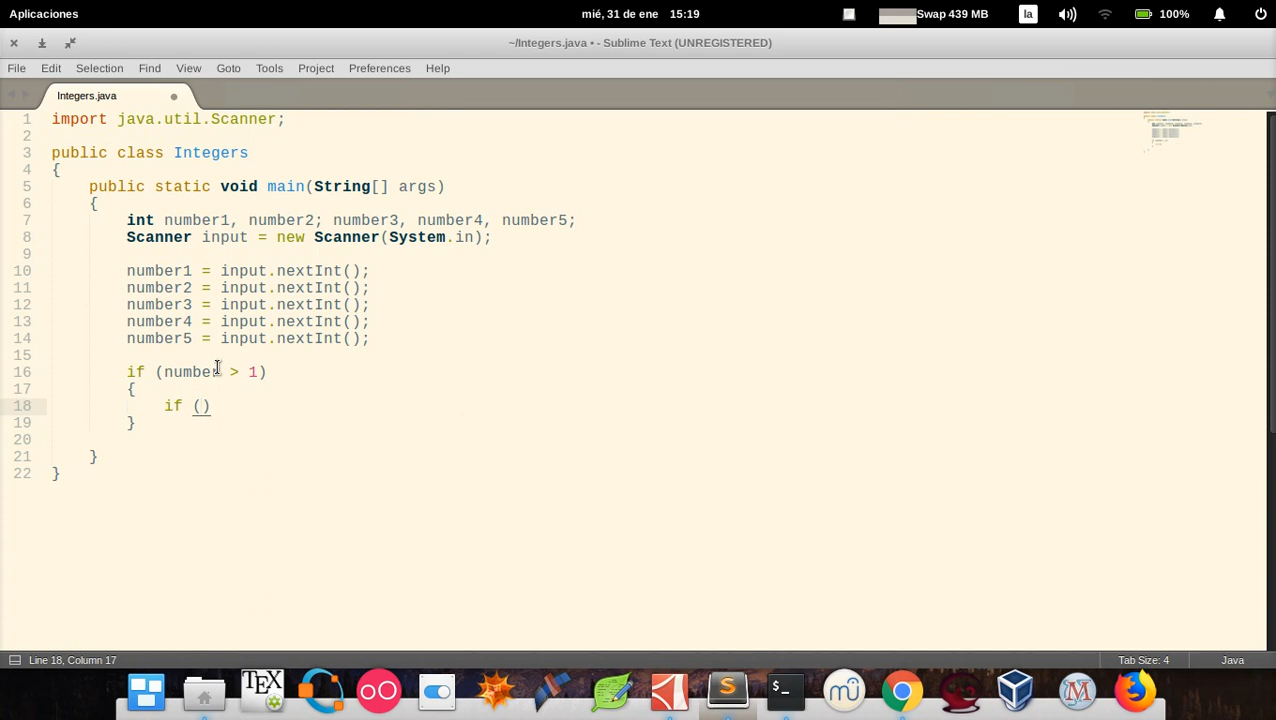 Aplicaciones mié, 31 de ene 15:19 Swap 439 MB la 100%
~/Integers.java • - Sublime Text (UNREGISTERED)
File Edit Selection Find View Goto Tools Project Preferences Help
Integers.java
1 import java.util.Scanner;
2
3 public class Integers
4 {
5 public static void main(String[] args)
6 {
7 int number1, number2; number3, number4, number5;
8 Scanner input = new Scanner(System.in);
9
10 number1 = input.nextInt();
11 number2 = input.nextInt();
12 number3 = input.nextInt();
13 number4 = input.nextInt();
14 number5 = input.nextInt();
15
16 if (number > 1)
17 {
18 if ()
19 }
20
21 }
22 }
Line 18, Column 17 Tab Size: 4 Java
TEX S >_ mu M